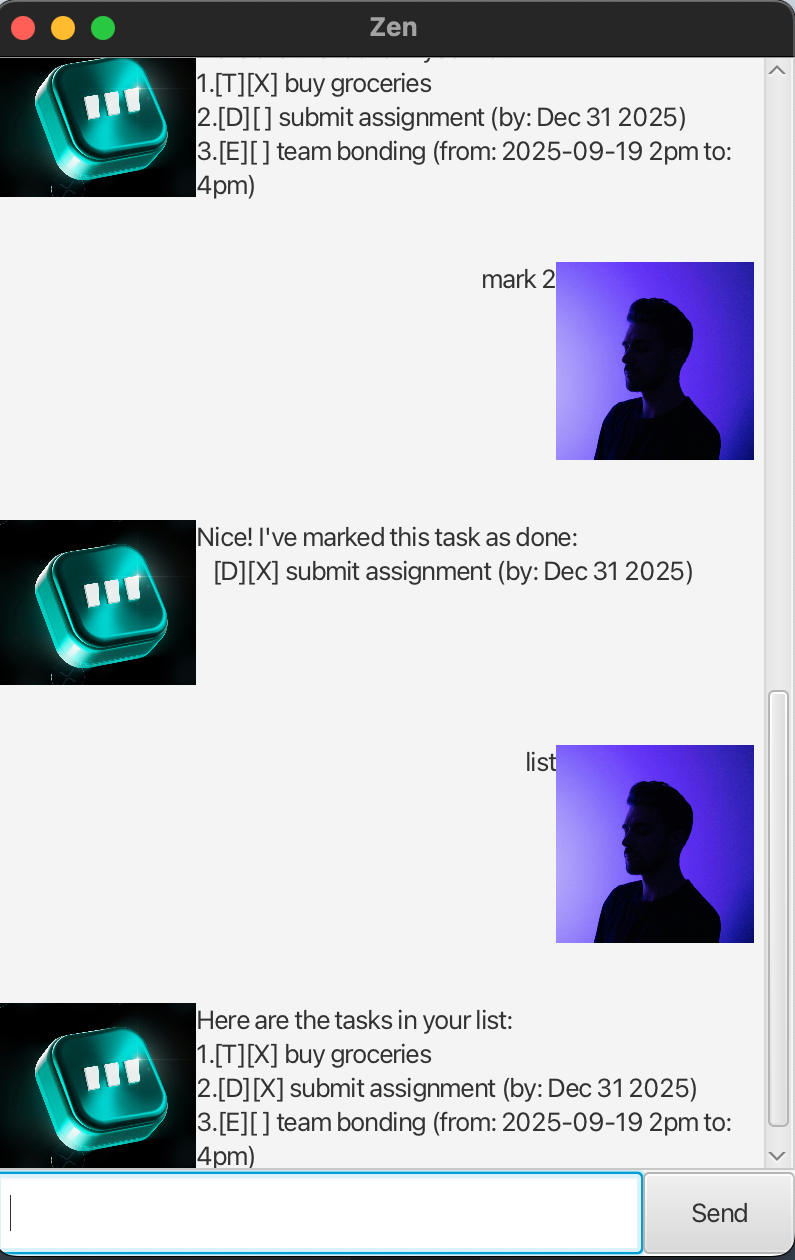 Zen
1.[T][X] buy groceries
2.[D][ ] submit assignment (by: Dec 31 2025)
3.[E][ ] team bonding (from: 2025-09-19 2pm to:
4pm)
mark 2
Nice! I've marked this task as done:
[D][X] submit assignment (by: Dec 31 2025)
list
Here are the tasks in your list:
1.[T][X] buy groceries
2.[D][X] submit assignment (by: Dec 31 2025)
3.[E][ ] team bonding (from: 2025-09-19 2pm to:
4pm)
Send